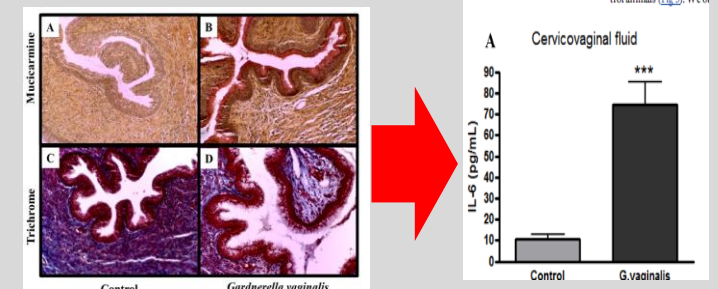 Mucicarmine
A
B
Trichrome
C
D
Control
Gardnerella vaginalis
A
Cervicovaginal fluid
***
IL-6 (pg/mL)
90
80
70
60
50
40
30
20
10
0
Control
G.vaginalis